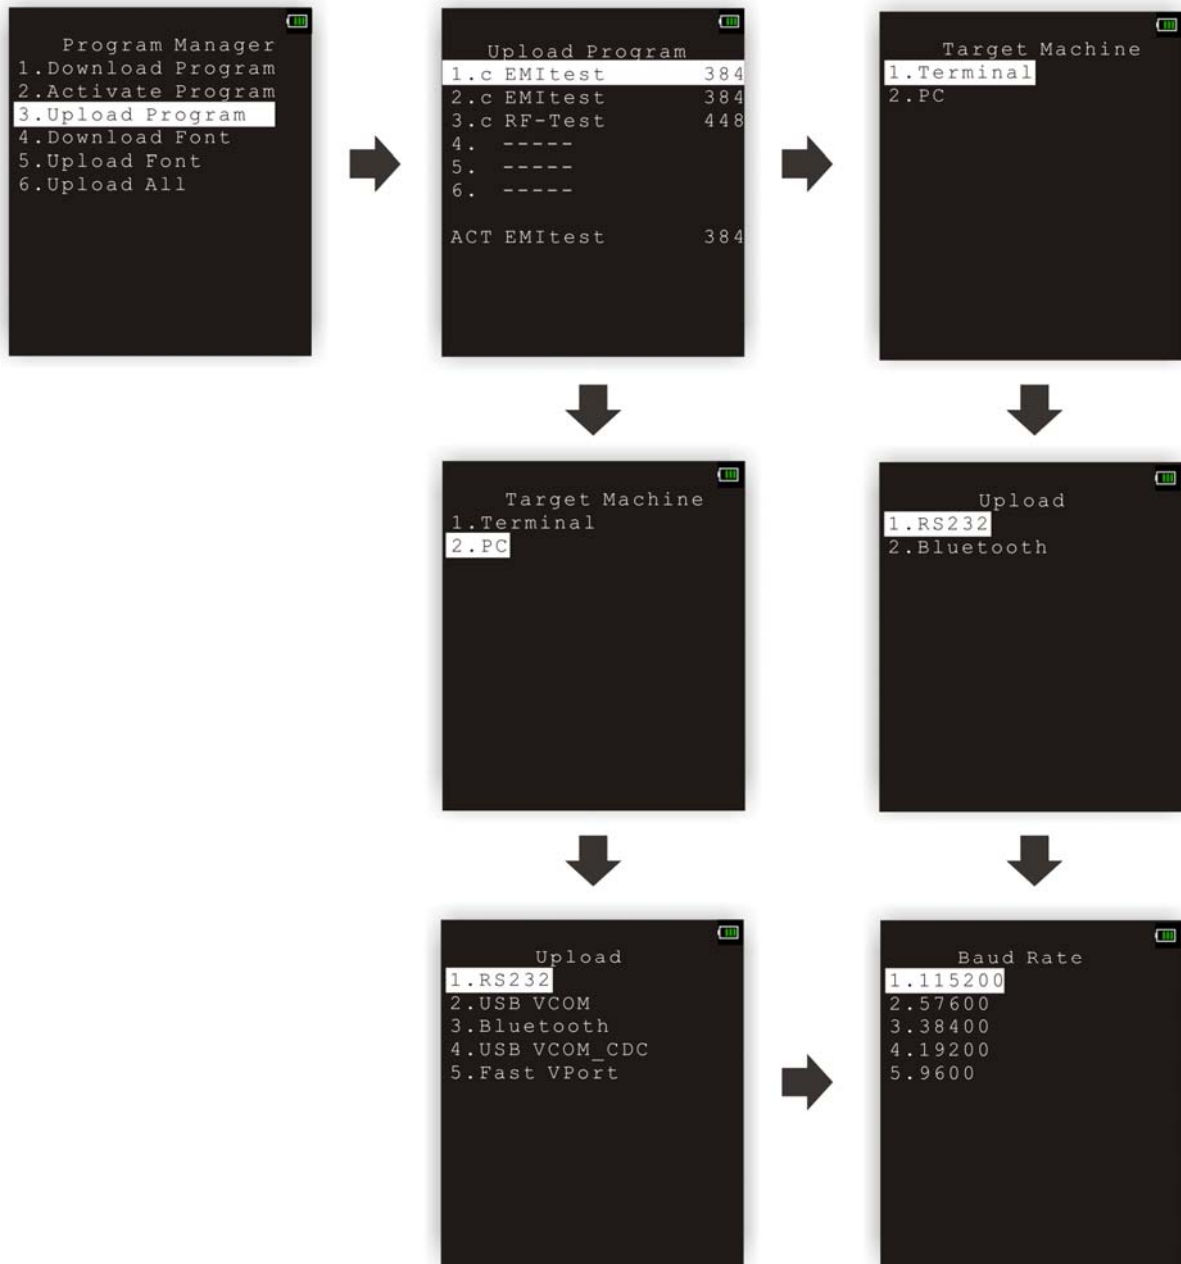 Program Manager
1.Download Program
2.Activate Program
3.Upload Program
4.Download Font
5.Upload Font
6.Upload All
Upload Program
1.c EMItest 384
2.c EMItest 384
3.c RF-Test 448
4. -----
5. -----
6. -----
ACT EMItest 384
Target Machine
1.Terminal
2.PC
Target Machine
1.Terminal
2.PC
Upload
1.RS232
2.Bluetooth
Upload
1.RS232
2.USB VCOM
3.Bluetooth
4.USB VCOM_CDC
5.Fast VPort
Baud Rate
1.115200
2.57600
3.38400
4.19200
5.9600